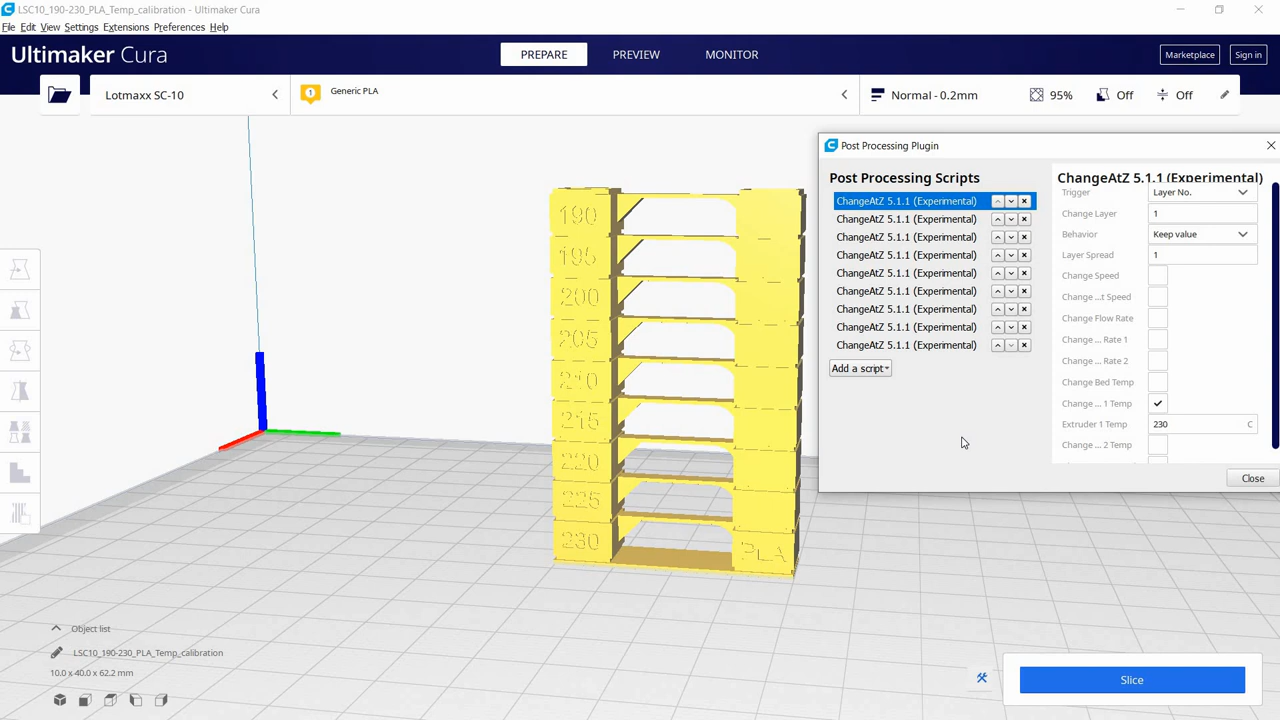 LSC10_190-230_PLA_Temp_calibration - Ultimaker Cura
File Edit View Settings Extensions Preferences Help
Ultimaker Cura
PREPARE
PREVIEW
MONITOR
Marketplace
Sign in
Lotmaxx SC-10
1
Generic PLA
Normal - 0.2mm
95%
Off
Off
Post Processing Plugin
Post Processing Scripts
ChangeAtZ 5.1.1 (Experimental)
ChangeAtZ 5.1.1 (Experimental)
ChangeAtZ 5.1.1 (Experimental)
ChangeAtZ 5.1.1 (Experimental)
ChangeAtZ 5.1.1 (Experimental)
ChangeAtZ 5.1.1 (Experimental)
ChangeAtZ 5.1.1 (Experimental)
ChangeAtZ 5.1.1 (Experimental)
ChangeAtZ 5.1.1 (Experimental)
Add a script
ChangeAtZ 5.1.1 (Experimental)
Trigger Layer No.
Change Layer 1
Behavior Keep value
Layer Spread 1
Change Speed
Change ...t Speed
Change Flow Rate
Change ... Rate 1
Change ... Rate 2
Change Bed Temp
Change ... 1 Temp
Extruder 1 Temp 230 C
Change ... 2 Temp
Close
190
195
200
205
210
215
220
225
230 PLA
Object list
LSC10_190-230_PLA_Temp_calibration
10.0 x 40.0 x 62.2 mm
Slice